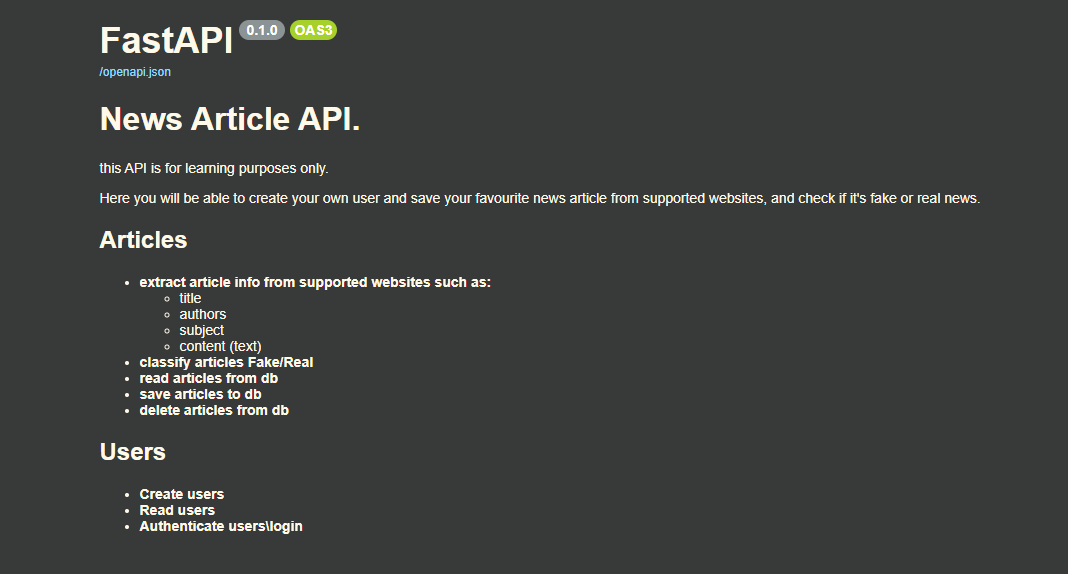 FastAPI 0.1.0 OAS3
/openapi.json
News Article API.
this API is for learning purposes only.
Here you will be able to create your own user and save your favourite news article from supported websites, and check if it's fake or real news.
Articles
extract article info from supported websites such as:
title
authors
subject
content (text)
classify articles Fake/Real
read articles from db
save articles to db
delete articles from db
Users
Create users
Read users
Authenticate users\login